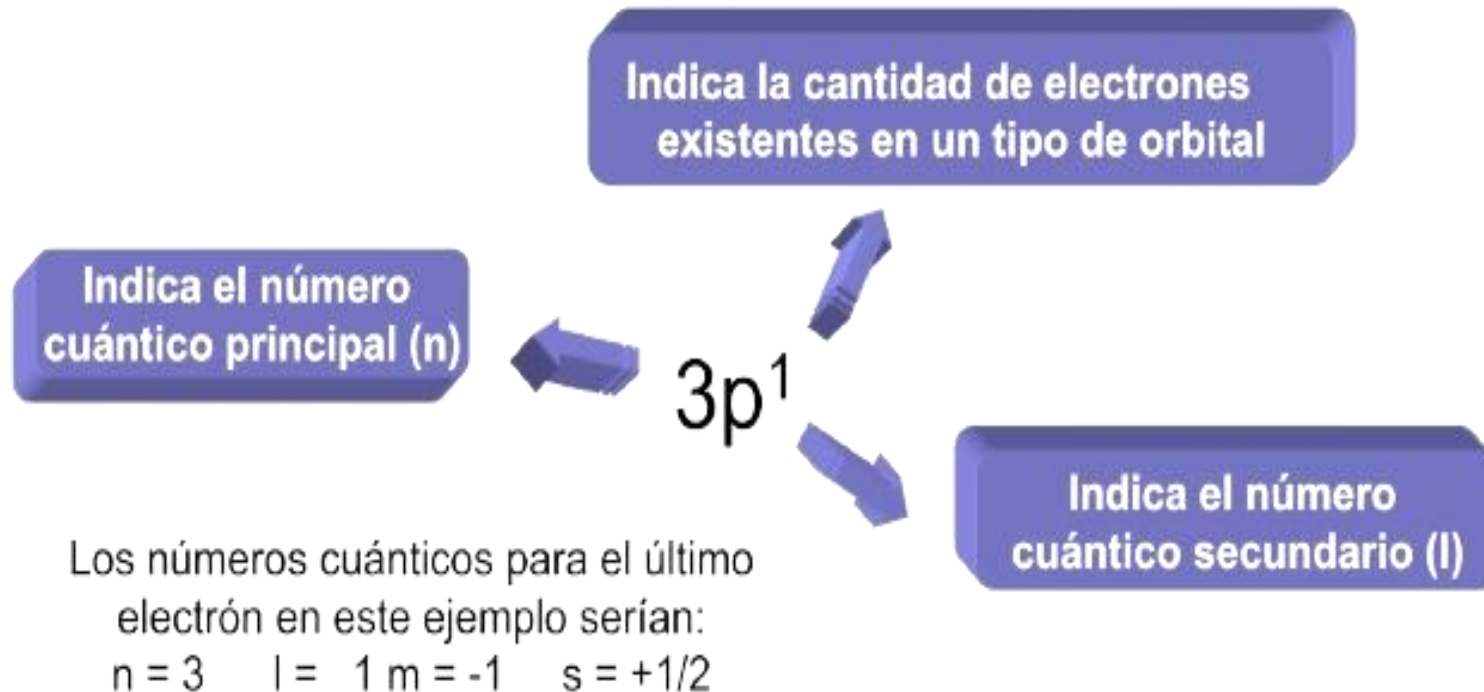 Indica la cantidad de electrones
existentes en un tipo de orbital
Indica el número
cuántico principal (n)
3p¹
Indica el número
cuántico secundario (l)
Los números cuánticos para el último
electrón en este ejemplo serían:
n = 3 l = 1 m = -1 s = +1/2